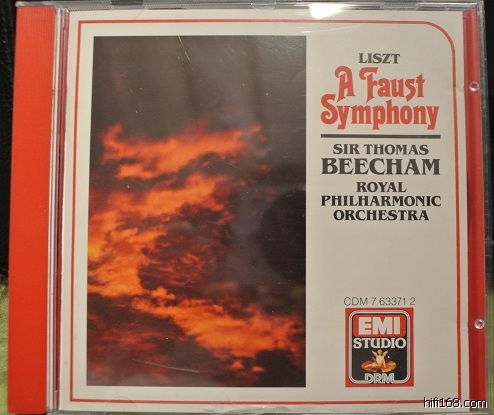 LISZT
A Faust
Symphony
SIR THOMAS
BEECHAM
ROYAL
PHILHARMONIC
ORCHESTRA
CDM 7 63371 2
EMI
STUDIO
DRM
hifi168.com